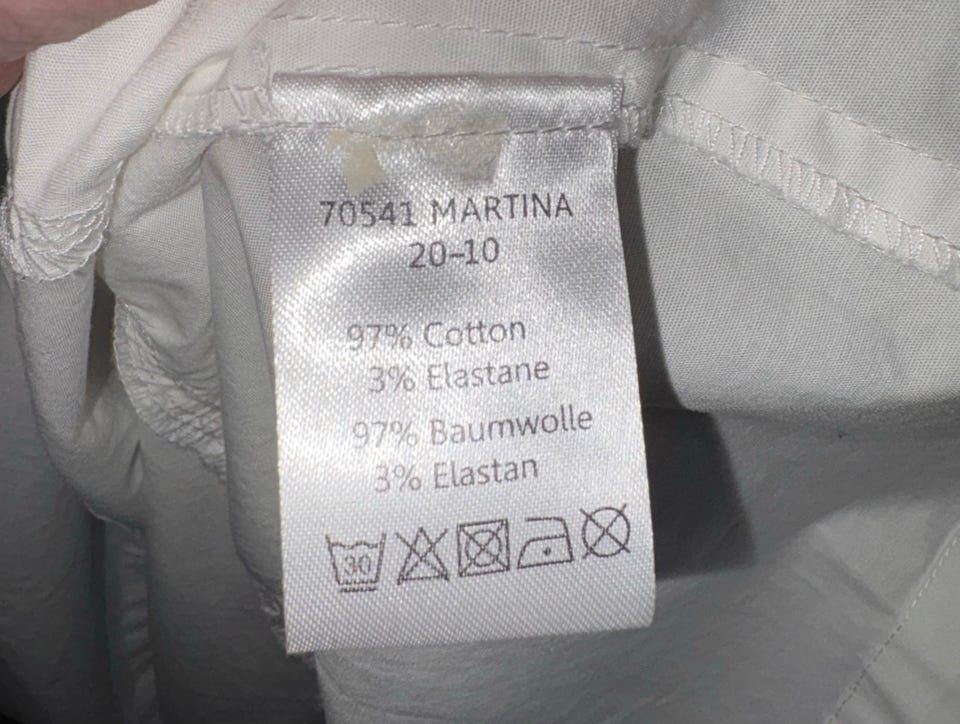 70541 MARTINA
20-10
97% Cotton
3% Elastane
97% Baumwolle
3% Elastan
30